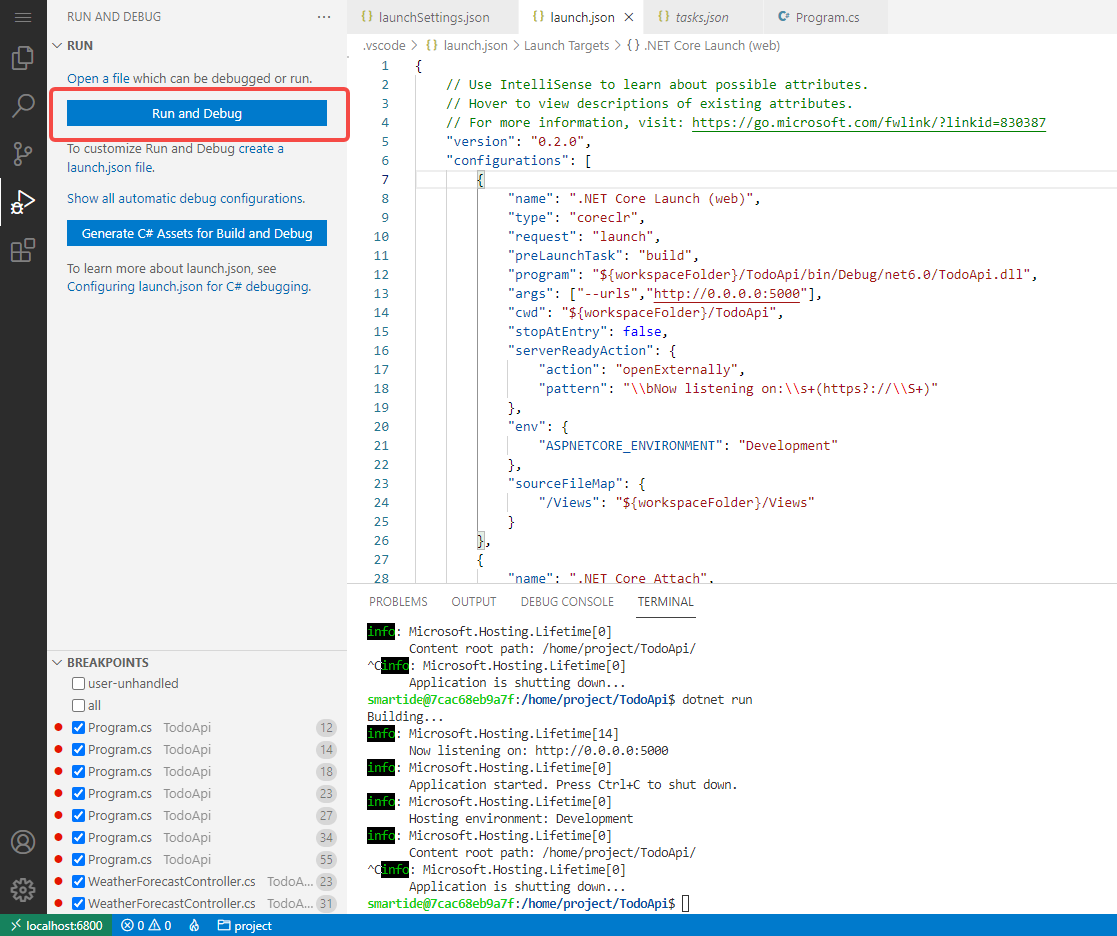 RUN AND DEBUG
RUN
Open a file which can be debugged or run.
Run and Debug
To customize Run and Debug create a
launch.json file.
Show all automatic debug configurations.
Generate C# Assets for Build and Debug
To learn more about launch.json, see
Configuring launch.json for C# debugging.
BREAKPOINTS
user-unhandled
all
Program.cs TodoApi 12
Program.cs TodoApi 14
Program.cs TodoApi 18
Program.cs TodoApi 23
Program.cs TodoApi 27
Program.cs TodoApi 34
Program.cs TodoApi 55
WeatherForecastController.cs TodoA... 23
WeatherForecastController.cs TodoA... 31
{} launchSettings.json {} launch.json {} tasks.json C# Program.cs
.vscode > {} launch.json > Launch Targets > {} .NET Core Launch (web)
1 {
2 // Use IntelliSense to learn about possible attributes.
3 // Hover to view descriptions of existing attributes.
4 // For more information, visit: https://go.microsoft.com/fwlink/?linkid=830387
5 "version": "0.2.0",
6 "configurations": [
7 {
8 "name": ".NET Core Launch (web)",
9 "type": "coreclr",
10 "request": "launch",
11 "preLaunchTask": "build",
12 "program": "${workspaceFolder}/TodoApi/bin/Debug/net6.0/TodoApi.dll",
13 "args": ["--urls","http://0.0.0.0:5000"],
14 "cwd": "${workspaceFolder}/TodoApi",
15 "stopAtEntry": false,
16 "serverReadyAction": {
17 "action": "openExternally",
18 "pattern": "\\bNow listening on:\\s+(https?://\\S+)"
19 },
20 "env": {
21 "ASPNETCORE_ENVIRONMENT": "Development"
22 },
23 "sourceFileMap": {
24 "/Views": "${workspaceFolder}/Views"
25 }
26 },
27 {
28 "name": ".NET Core Attach",
PROBLEMS OUTPUT DEBUG CONSOLE TERMINAL
info: Microsoft.Hosting.Lifetime[0]
Content root path: /home/project/TodoApi/
^Cinfo: Microsoft.Hosting.Lifetime[0]
Application is shutting down...
smartide@7cac68eb9a7f:/home/project/TodoApi$ dotnet run
Building...
info: Microsoft.Hosting.Lifetime[14]
Now listening on: http://0.0.0.0:5000
info: Microsoft.Hosting.Lifetime[0]
Application started. Press Ctrl+C to shut down.
info: Microsoft.Hosting.Lifetime[0]
Hosting environment: Development
info: Microsoft.Hosting.Lifetime[0]
Content root path: /home/project/TodoApi/
^Cinfo: Microsoft.Hosting.Lifetime[0]
Application is shutting down...
smartide@7cac68eb9a7f:/home/project/TodoApi$
localhost:6800 0 0 project